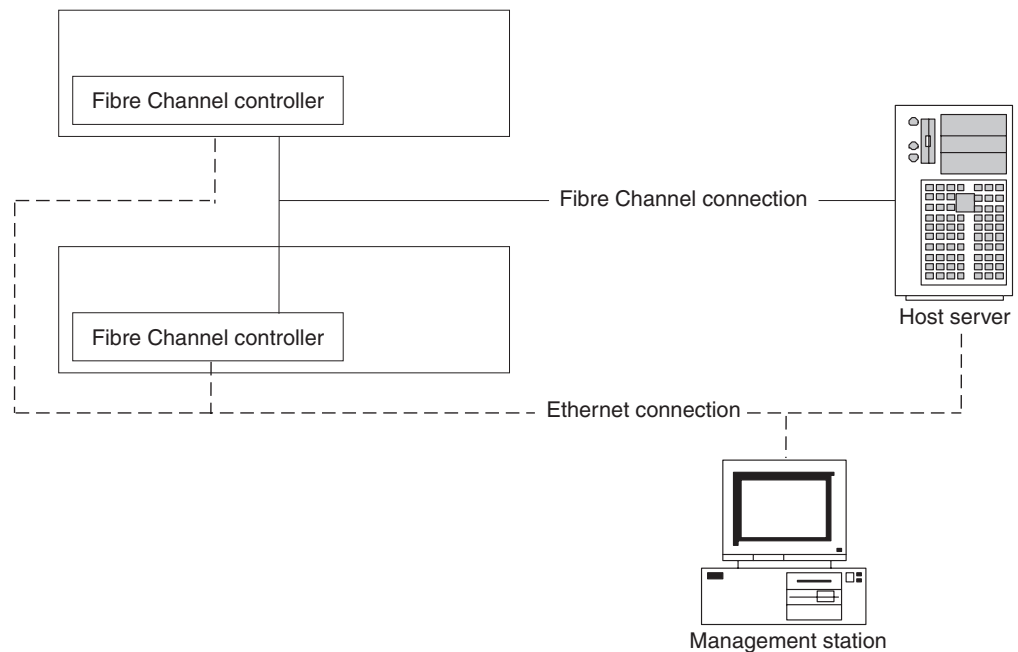 Fibre Channel controller
Fibre Channel connection
Host server
Fibre Channel controller
Ethernet connection
Management station